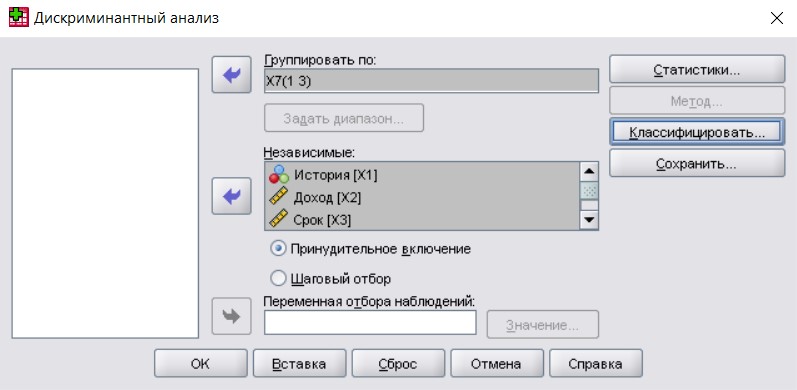 Дискриминантный анализ
Группировать по:
X7(1 3)
Задать диапазон...
Независимые:
История [X1]
Доход [X2]
Срок [X3]
Принудительное включение
Шаговый отбор
Переменная отбора наблюдений:
Значение...
Статистики...
Метод...
Классифицировать...
Сохранить...
OK
Вставка
Сброс
Отмена
Справка